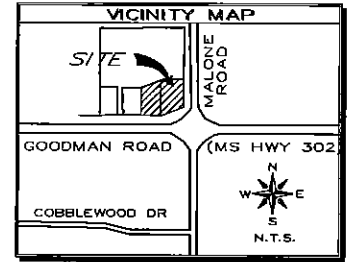 VICINITY MAP
SITE
MALONE
ROAD
GOODMAN ROAD
(MS HWY 302
N
W E
S
COBBLEWOOD DR
N.T.S.